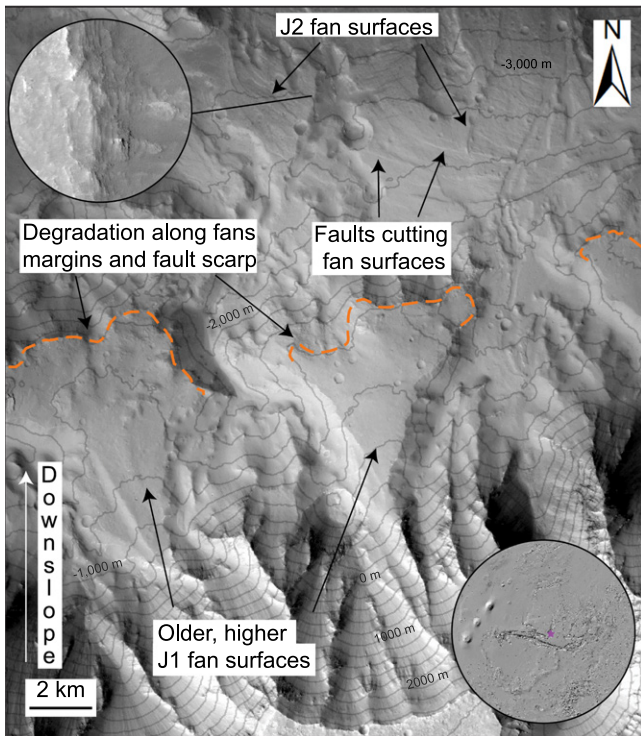 J2 fan surfaces
N
-3,000 m
Degradation along fans
margins and fault scarp
Faults cutting
fan surfaces
-2,000 m
Downslope
-1,000 m
0 m
1000 m
2000 m
Older, higher
J1 fan surfaces
2 km